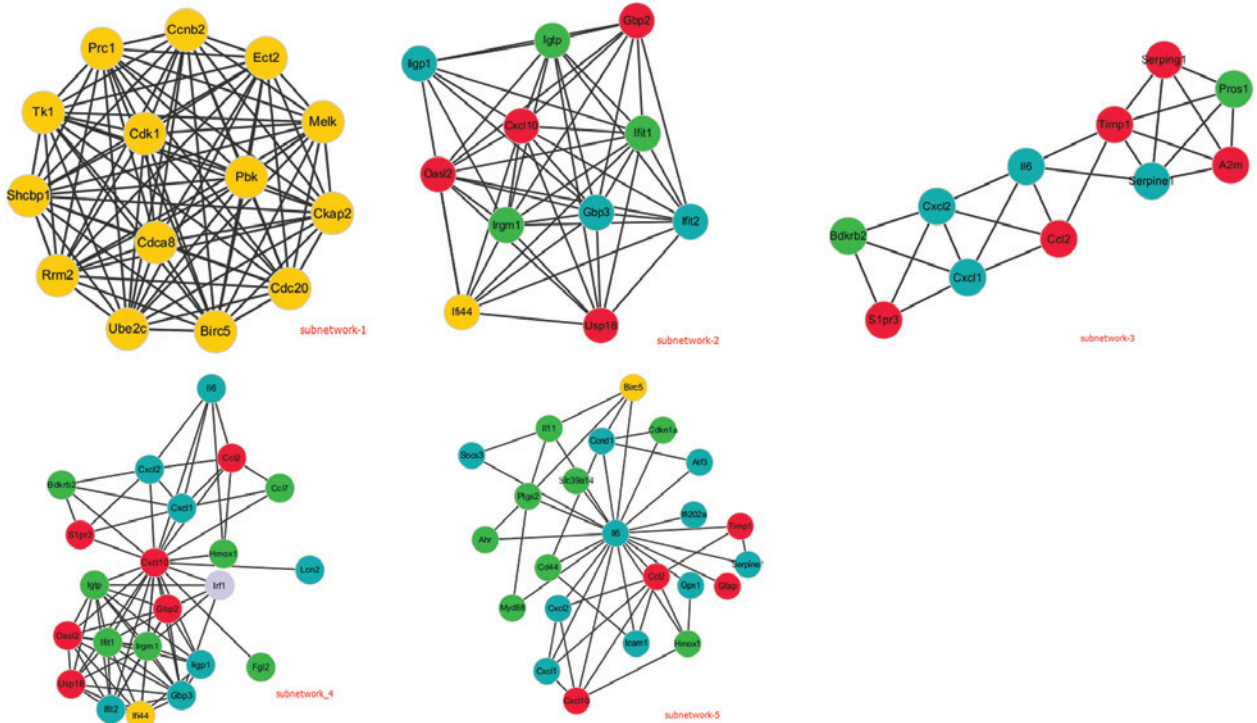 Ccnb2
Prc1
Ect2
Tk1
Melk
Cdk1
Pbk
Shcbp1
Ckap2
Cdca8
Rrm2
Cdc20
Ube2c
Birc5
subnetwork-1
Gbp2
Igtp
Iigp1
Cxcl10
Ifit1
Oasl2
Gbp3
Irgm1
Ifit2
Ifi44
Usp18
subnetwork-2
Serping1
Pros1
Timp1
Il6
A2m
Serpine1
Cxcl2
Bdkrb2
Ccl2
Cxcl1
S1pr3
subnetwork-3
Il6
Ccl2
Cxcl2
Bdkrb2
Ccl7
Cxcl1
S1pr3
Hmox1
Cxcl10
Lcn2
Igtp
Irf1
Gbp2
Oasl2
Ifit1
Irgm1
Iigp1
Fgl2
Usp18
Gbp3
Ifit2
Ifi44
subnetwork_4
Birc5
Il11
Cdkn1a
Ccnd1
Socs3
Atf3
Slc39a14
Ptgs2
Ifi202a
Timp1
Il6
Ahr
Serpine1
Cd44
Ccl2
Gpx1
Gfap
Myd88
Cxcl2
Icam1
Hmox1
Cxcl1
Cxcl10
subnetwork-5